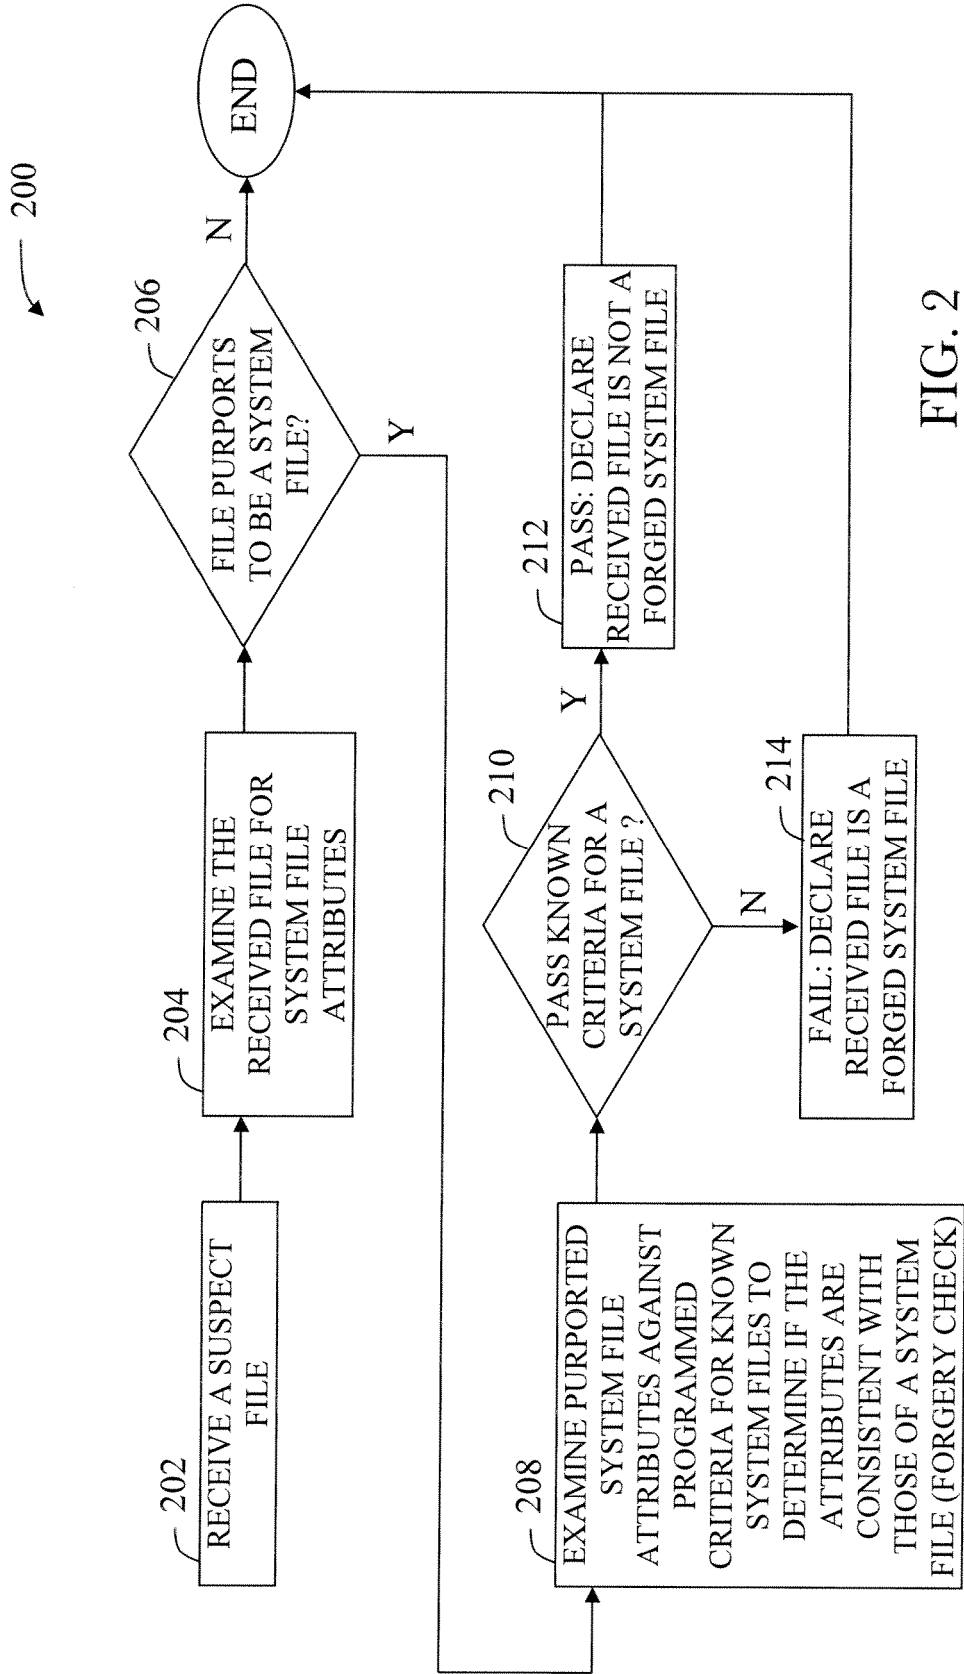 200
202
RECEIVE A SUSPECT
FILE
204
EXAMINE THE
RECEIVED FILE FOR
SYSTEM FILE
ATTRIBUTES
206
FILE PURPORTS
TO BE A SYSTEM
FILE?
N
END
Y
208
EXAMINE PURPORTED
SYSTEM FILE
ATTRIBUTES AGAINST
PROGRAMMED
CRITERIA FOR KNOWN
SYSTEM FILES TO
DETERMINE IF THE
ATTRIBUTES ARE
CONSISTENT WITH
THOSE OF A SYSTEM
FILE (FORGERY CHECK)
210
PASS KNOWN
CRITERIA FOR A
SYSTEM FILE ?
Y
212
PASS: DECLARE
RECEIVED FILE IS NOT A
FORGED SYSTEM FILE
N
214
FAIL: DECLARE
RECEIVED FILE IS A
FORGED SYSTEM FILE
FIG. 2